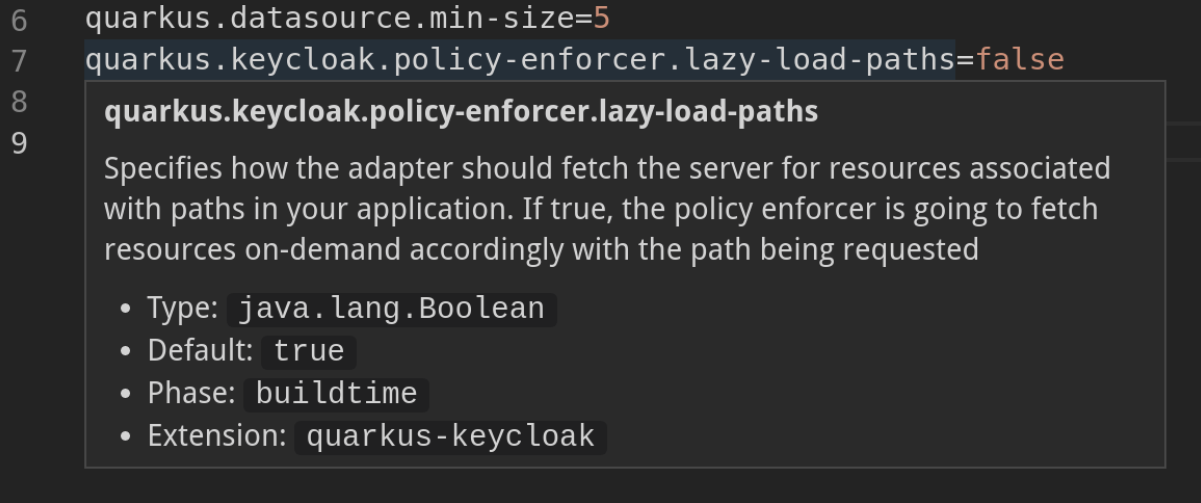 6 quarkus.datasource.min-size=5
7 quarkus.keycloak.policy-enforcer.lazy-load-paths=false
8
9
quarkus.keycloak.policy-enforcer.lazy-load-paths
Specifies how the adapter should fetch the server for resources associated
with paths in your application. If true, the policy enforcer is going to fetch
resources on-demand accordingly with the path being requested
• Type: java.lang.Boolean
• Default: true
• Phase: buildtime
• Extension: quarkus-keycloak